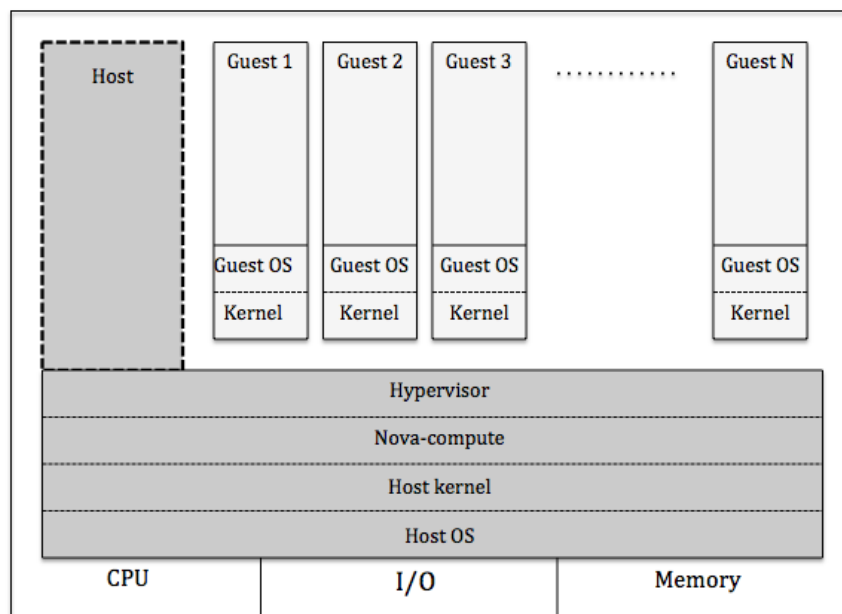 Host
Guest 1
Guest 2
Guest 3
............
Guest N
Guest OS
Guest OS
Guest OS
Guest OS
Kernel
Kernel
Kernel
Kernel
Hypervisor
Nova-compute
Host kernel
Host OS
CPU
I/O
Memory